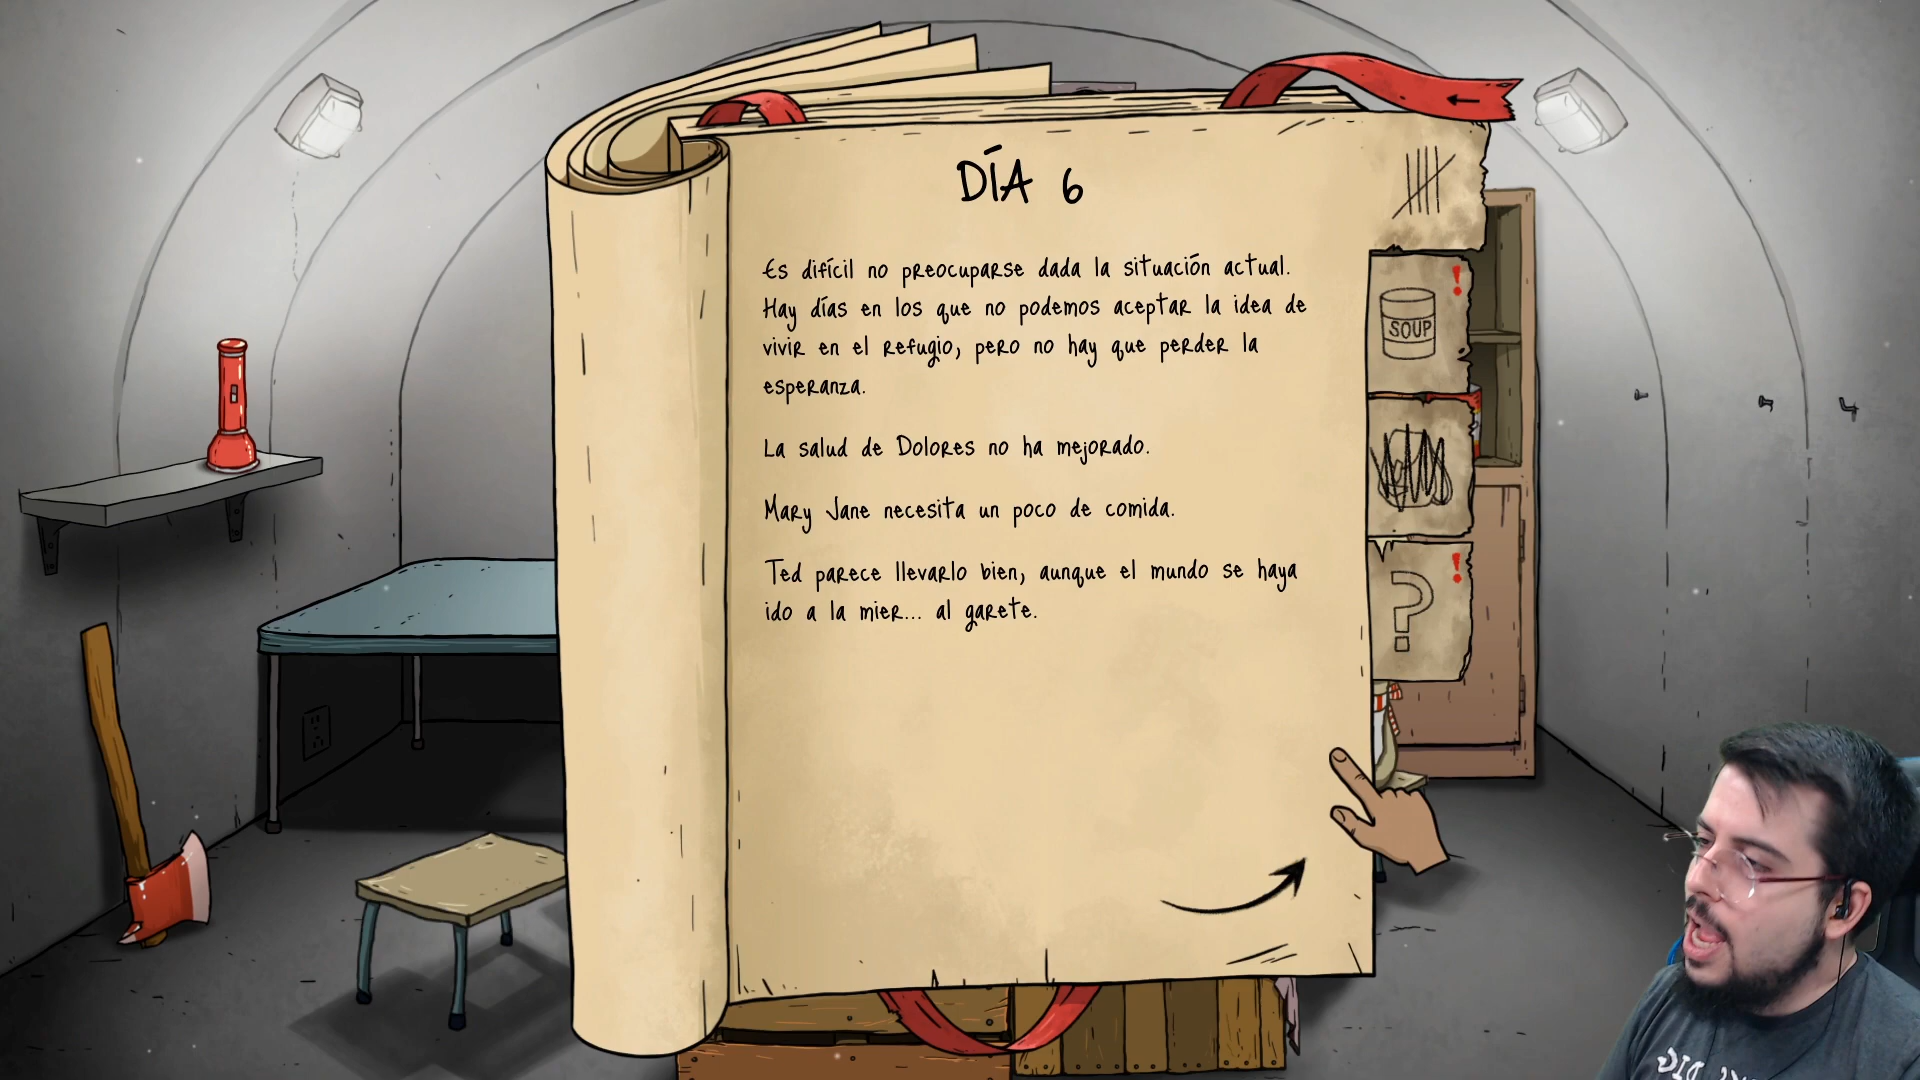 DÍA 6
Es difícil no preocuparse dada la situación actual.
Hay días en los que no podemos aceptar la idea de
vivir en el refugio, pero no hay que perder la
esperanza.
La salud de Dolores no ha mejorado.
Mary Jane necesita un poco de comida.
Ted parece llevarlo bien, aunque el mundo se haya
ido a la mier... al garete.
!
SOUP
!
?